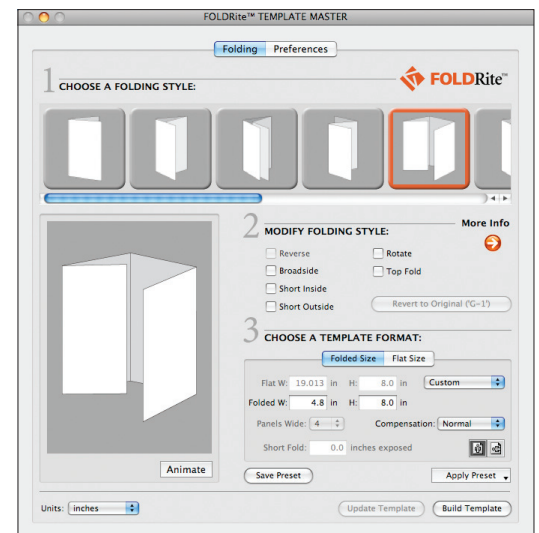 FOLDRite™ TEMPLATE MASTER
Folding Preferences
1 CHOOSE A FOLDING STYLE:
FOLDRite™
2 MODIFY FOLDING STYLE:
More Info
Reverse Rotate
Broadside Top Fold
Short Inside
Short Outside Revert to Original ('G-1')
3 CHOOSE A TEMPLATE FORMAT:
Folded Size Flat Size
Flat W: 19.013 in H: 8.0 in Custom
Folded W: 4.8 in H: 8.0 in
Panels Wide: 4 Compensation: Normal
Short Fold: 0.0 inches exposed
Animate
Save Preset Apply Preset
Units: inches Update Template Build Template